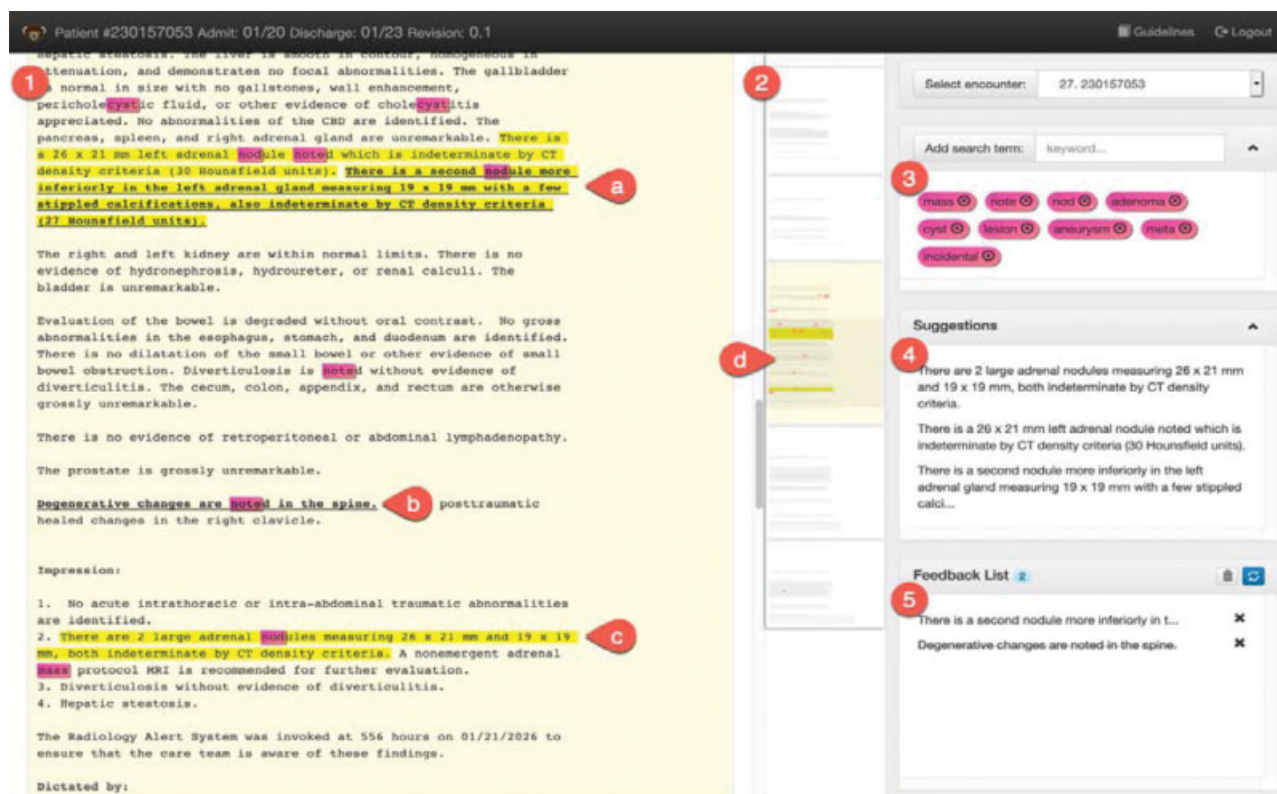 Patient #230157053 Admit: 01/20 Discharge: 01/23 Revision: 0.1
Guidelines
Logout
1
hepatic steatosis. The liver is smooth in contour, homogeneous in
ttenuation, and demonstrates no focal abnormalities. The gallbladder
normal in size with no gallstones, wall enhancement,
pericholecystic fluid, or other evidence of cholecystitis
appreciated. No abnormalities of the CBD are identified. The
pancreas, spleen, and right adrenal gland are unremarkable. There is
a 26 x 21 mm left adrenal nodule noted which is indeterminate by CT
density criteria (30 Hounsfield units). There is a second nodule more
inferiorly in the left adrenal gland measuring 19 x 19 mm with a few
stippled calcifications, also indeterminate by CT density criteria
(27 Hounsfield units).
a
The right and left kidney are within normal limits. There is no
evidence of hydronephrosis, hydroureter, or renal calculi. The
bladder is unremarkable.
Evaluation of the bowel is degraded without oral contrast. No gross
abnormalities in the esophagus, stomach, and duodenum are identified.
There is no dilatation of the small bowel or other evidence of small
bowel obstruction. Diverticulosis is noted without evidence of
diverticulitis. The cecum, colon, appendix, and rectum are otherwise
grossly unremarkable.
There is no evidence of retroperitoneal or abdominal lymphadenopathy.
The prostate is grossly unremarkable.
Degenerative changes are noted in the spine. b posttraumatic
healed changes in the right clavicle.
Impression:
1. No acute intrathoracic or intra-abdominal traumatic abnormalities
are identified.
2. There are 2 large adrenal nodules measuring 26 x 21 mm and 19 x 19
mm, both indeterminate by CT density criteria. A nonemergent adrenal
c
mass protocol MRI is recommended for further evaluation.
3. Diverticulosis without evidence of diverticulitis.
4. Hepatic steatosis.
The Radiology Alert System was invoked at 556 hours on 01/21/2026 to
ensure that the care team is aware of these findings.
Dictated by:
2
d
Select encounter: 27. 230157053
Add search term: keyword...
3
mass note nod adenoma
cyst lesion aneurysm meta
incidental
Suggestions
4
There are 2 large adrenal nodules measuring 26 x 21 mm
and 19 x 19 mm, both indeterminate by CT density
criteria.
There is a 26 x 21 mm left adrenal nodule noted which is
indeterminate by CT density criteria (30 Hounsfield units).
There is a second nodule more inferiorly in the left
adrenal gland measuring 19 x 19 mm with a few stippled
calci...
Feedback List 2
5
There is a second nodule more inferiorly in t...
Degenerative changes are noted in the spine.